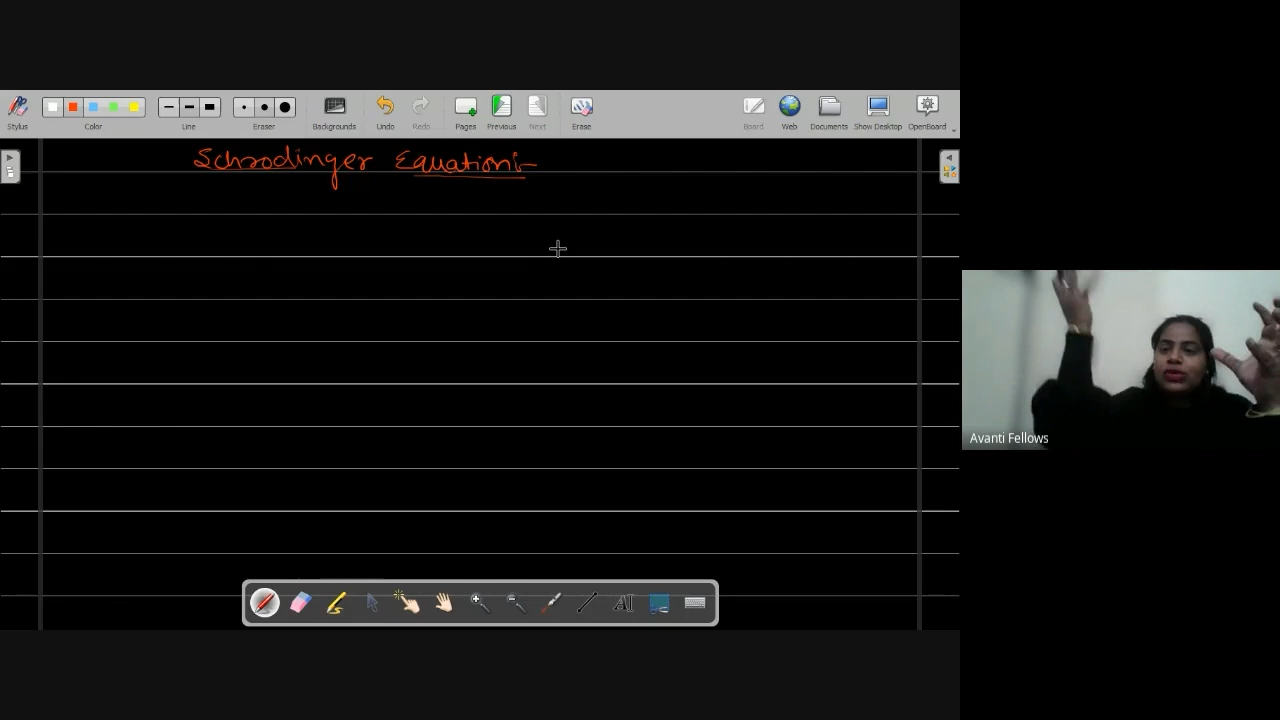 Stylus Color Line Eraser Backgrounds Undo Redo Pages Previous Next Erase Board Web Documents Show Desktop OpenBoard
Schrodinger Equation:-
Avanti Fellows